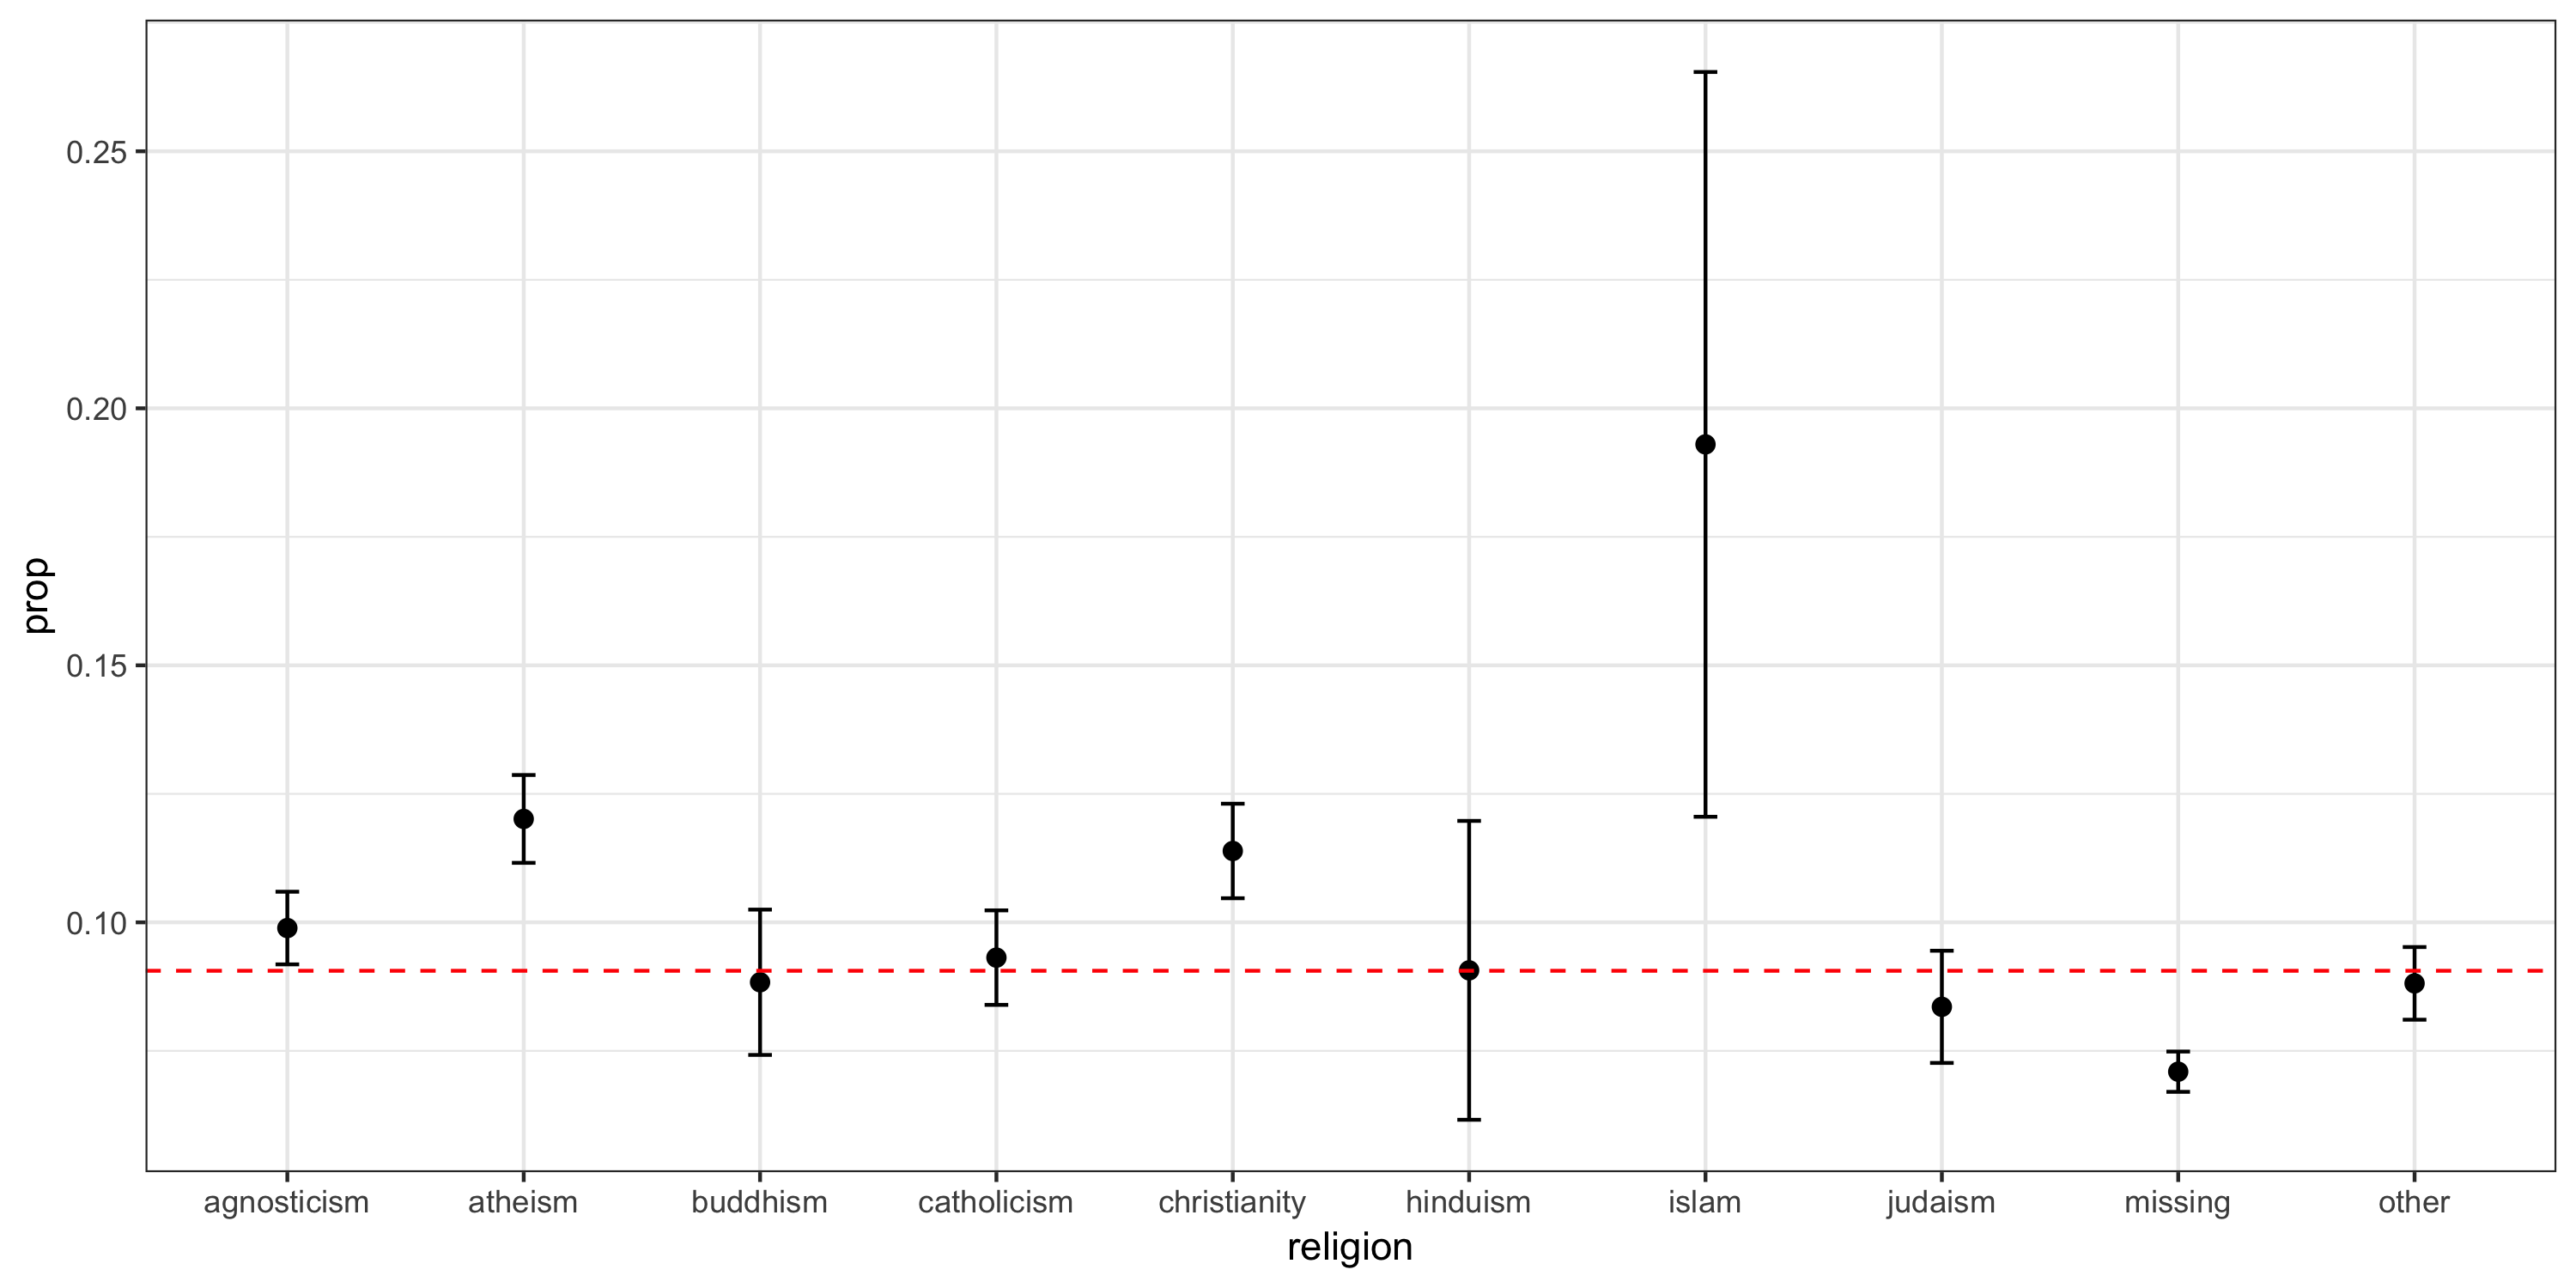 0.25
0.20
0.15
0.10
prop
agnosticism atheism buddhism catholicism christianity hinduism islam judaism missing other
religion